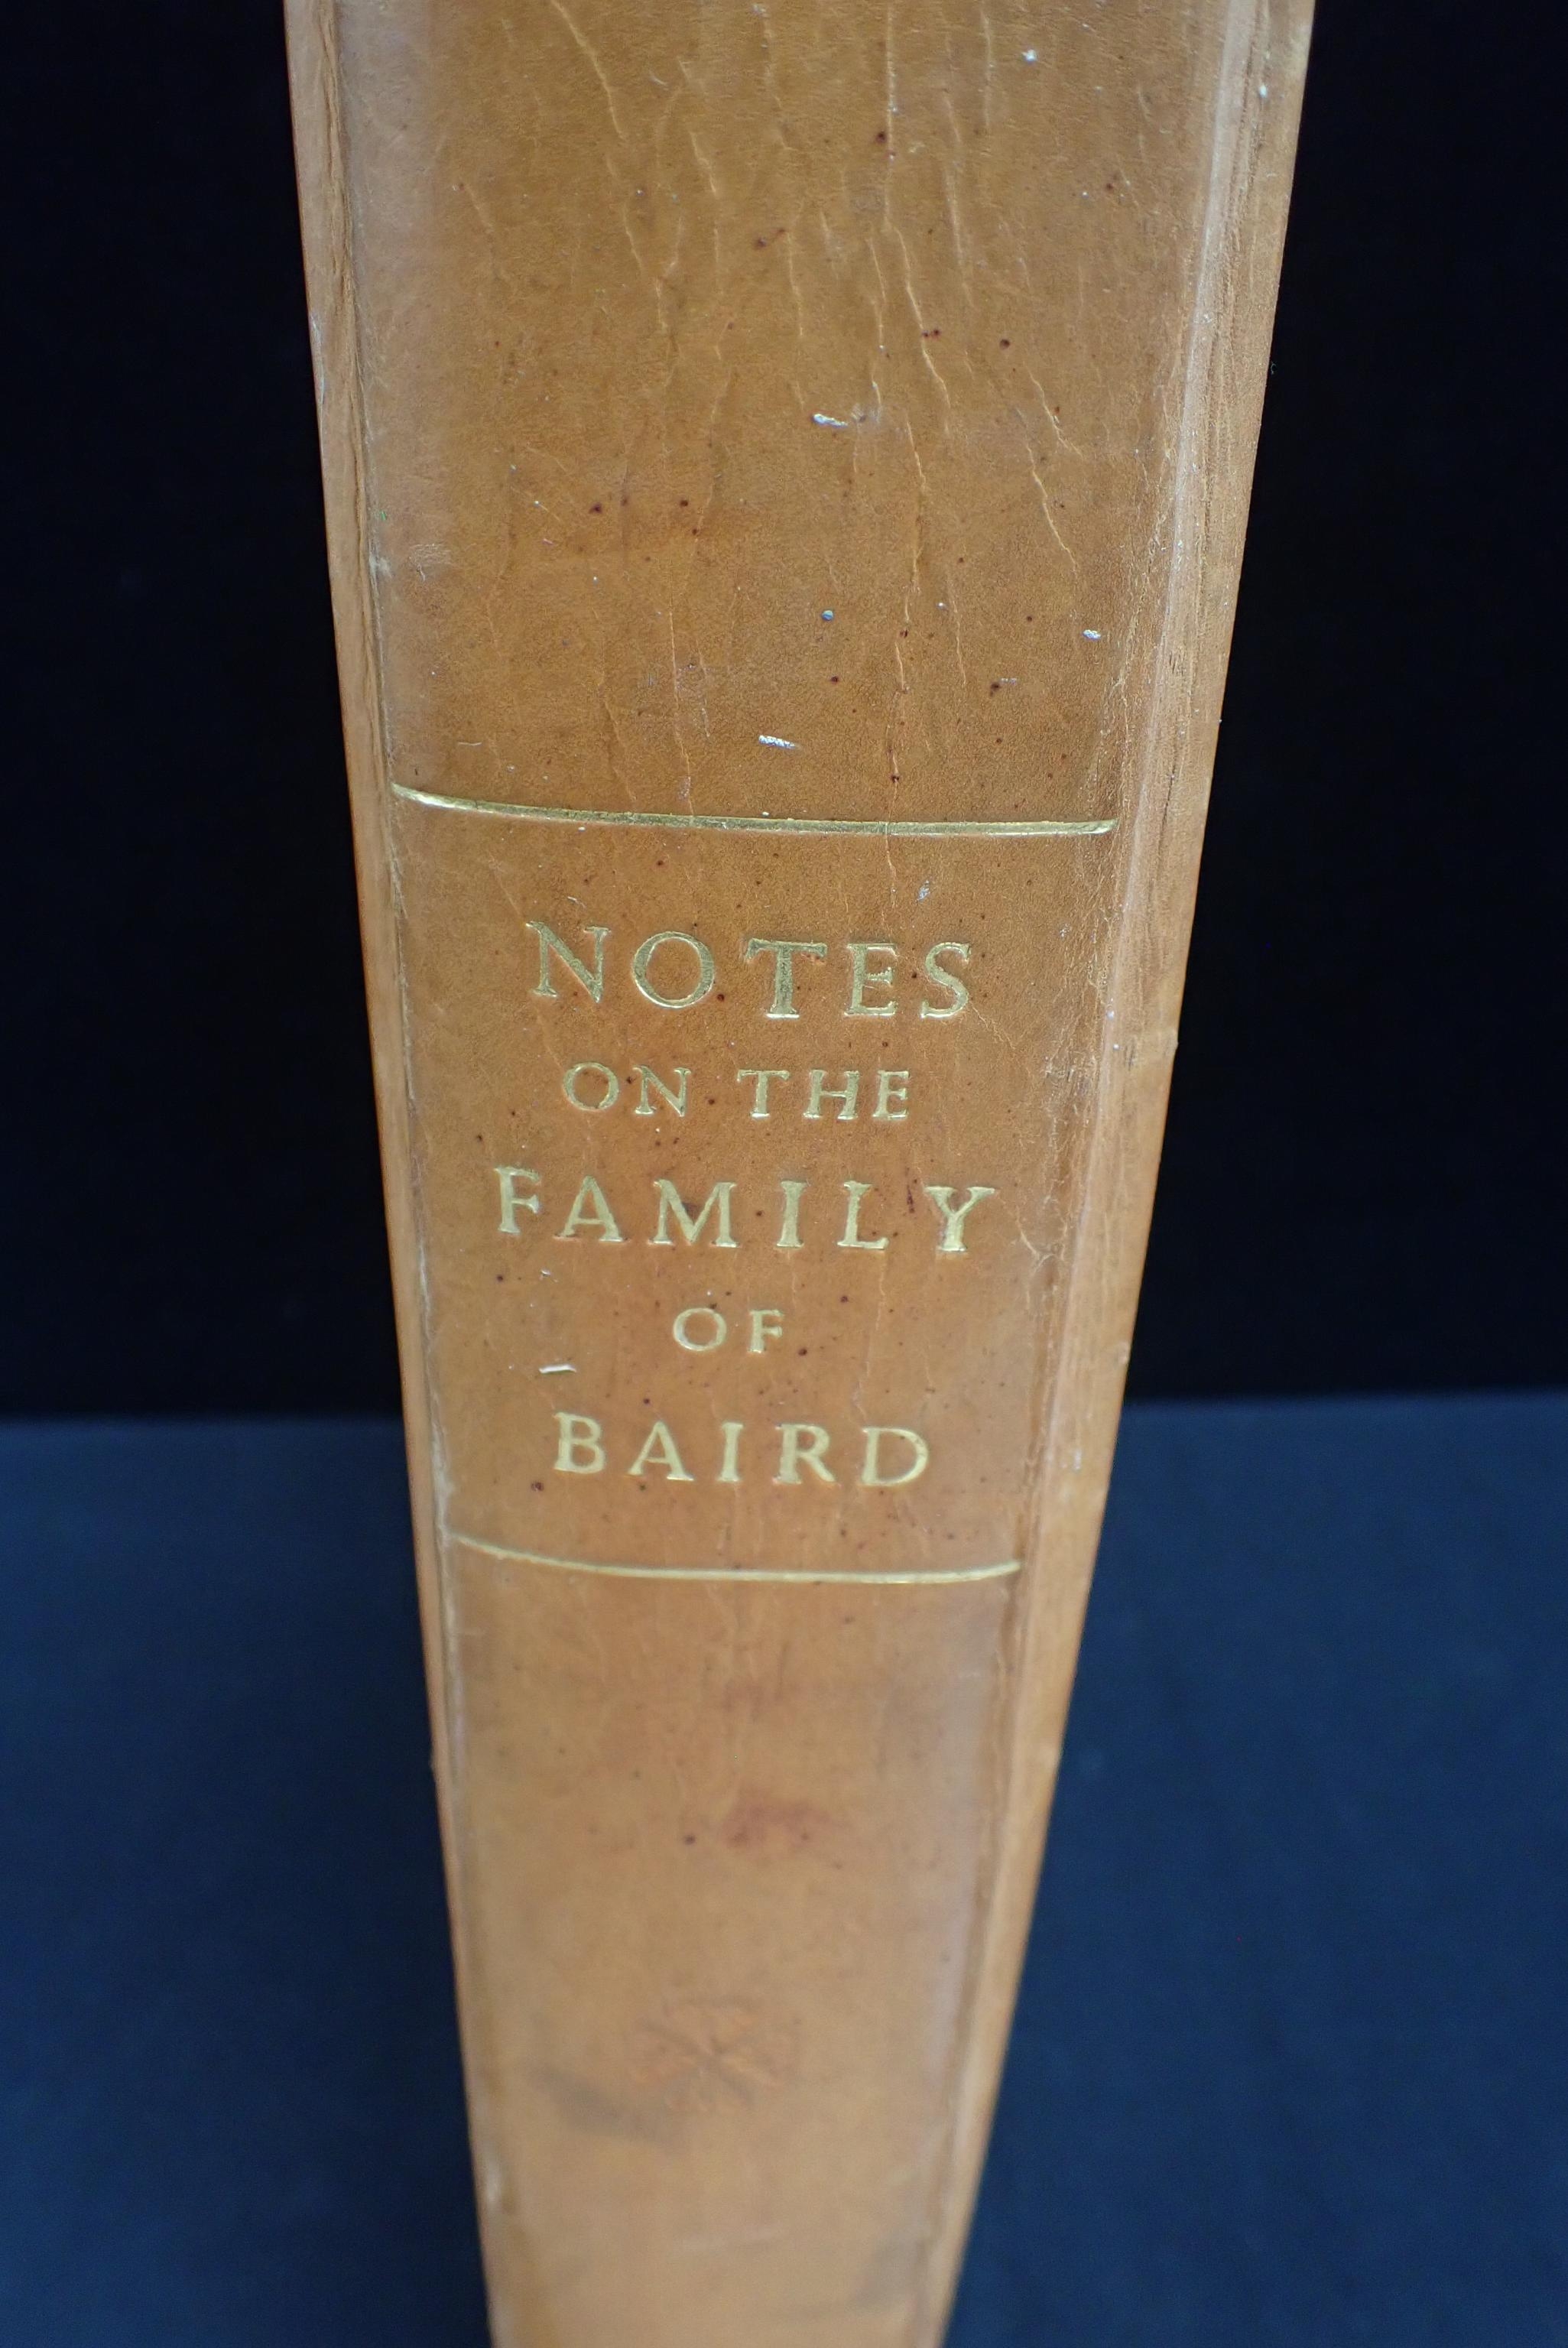 NOTES
ON THE
FAMILY
OF
BAIRD